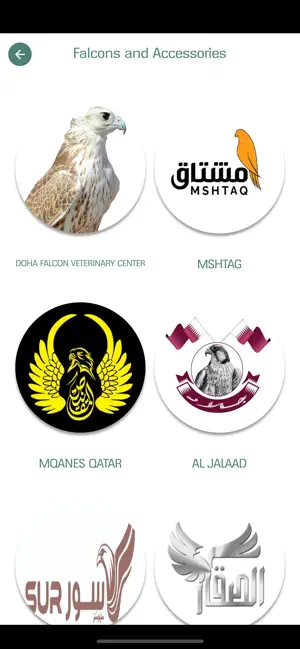 Falcons and Accessories
مشتاق
MSHTAQ
DOHA FALCON VETERINARY CENTER
MSHTAG
MQANES QATAR
AL JALAAD
سور
SUR
الصقار